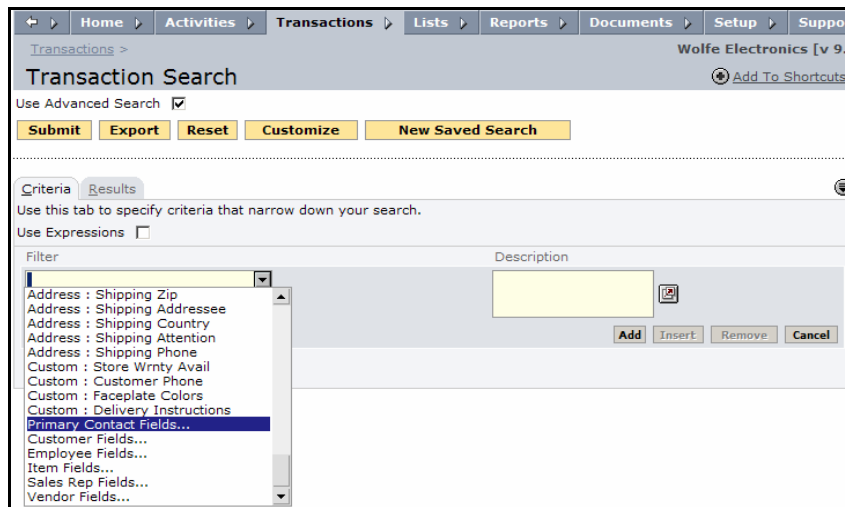 Home Activities Transactions Lists Reports Documents Setup Suppo
Transactions > Wolfe Electronics [v 9.
Transaction Search Add To Shortcuts
Use Advanced Search
Submit Export Reset Customize New Saved Search
Criteria Results
Use this tab to specify criteria that narrow down your search.
Use Expressions
Filter Description
Address : Shipping Zip
Address : Shipping Addressee
Address : Shipping Country
Address : Shipping Attention
Address : Shipping Phone
Custom : Store Wrnty Avail
Custom : Customer Phone
Custom : Faceplate Colors
Custom : Delivery Instructions
Primary Contact Fields...
Customer Fields...
Employee Fields...
Item Fields...
Sales Rep Fields...
Vendor Fields...
Add Insert Remove Cancel